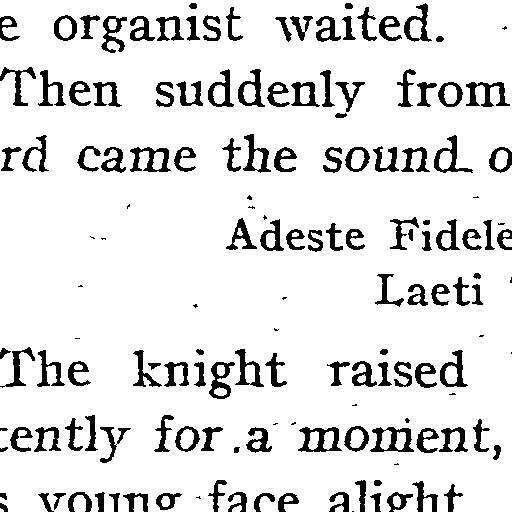 e organist waited.
Then suddenly from
rd came the sound o
Adeste Fidele
Laeti
The knight raised
tently for a moment,
s young face alight